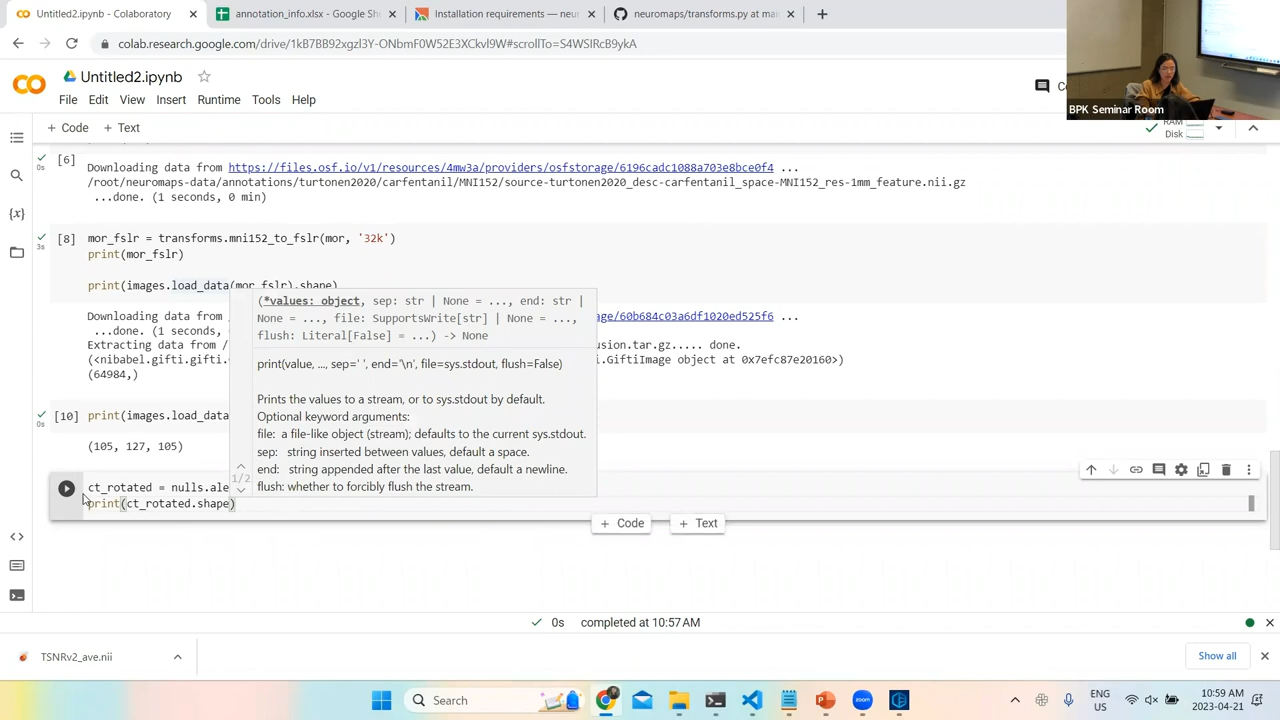 Untitled2.ipynb - Colaboratory
annotation_info.xlsx - Google Sh
Installation requirements — neu
neuromaps/transforms.py at mai
colab.research.google.com/drive/1kB7BB92xgzl3Y-ONbmF0W52E3XCkvl9W#scrollTo=S4WSIRcB9ykA
Untitled2.ipynb
File Edit View Insert Runtime Tools Help
BPK Seminar Room
+ Code + Text
RAM
Disk
[6]
0s
Downloading data from https://files.osf.io/v1/resources/4mw3a/providers/osfstorage/6196cadc1088a703e8bce0f4 ...
/root/neuromaps-data/annotations/turtonen2020/carfentanil/MNI152/source-turtonen2020_desc-carfentanil_space-MNI152_res-1mm_feature.nii.gz
...done. (1 seconds, 0 min)
[8] mor_fslr = transforms.mni152_to_fslr(mor, '32k')
3s
print(mor_fslr)
print(images.load_data(mor_fslr).shape)
(*values: object, sep: str | None = ..., end: str |
None = ..., file: SupportsWrite[str] | None = ...,
flush: Literal[False] = ...) -> None
print(value, ..., sep=' ', end='\n', file=sys.stdout, flush=False)
Prints the values to a stream, or to sys.stdout by default.
Optional keyword arguments:
file: a file-like object (stream); defaults to the current sys.stdout.
sep: string inserted between values, default a space.
end: string appended after the last value, default a newline.
flush: whether to forcibly flush the stream.
1/2
Downloading data from age/60b684c03a6df1020ed525f6 ...
...done. (1 seconds,
Extracting data from / usion.tar.gz..... done.
(<nibabel.gifti.gifti. i.GiftiImage object at 0x7efc87e20160>)
(64984,)
[10] print(images.load_data
0s
(105, 127, 105)
ct_rotated = nulls.ale
print(ct_rotated.shape)
+ Code + Text
0s completed at 10:57 AM
TSNRv2_ave.nii
Show all
Search
ENG
US
10:59 AM
2023-04-21